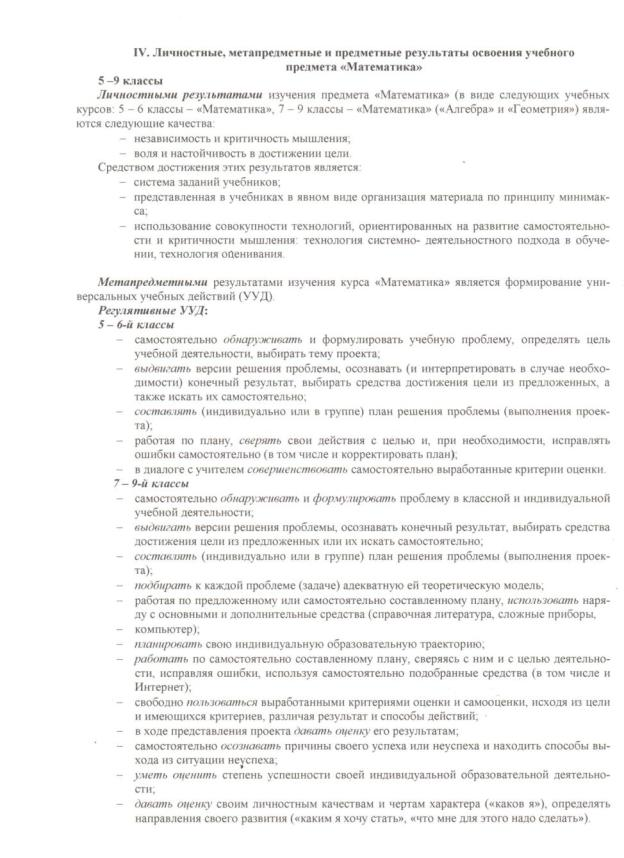 IV. Личностные, метапредметные и предметные результаты освоения учебного
предмета «Математика»
5 –9 классы
Личностными результатами изучения предмета «Математика» (в виде следующих учебных
курсов: 5 – 6 классы – «Математика», 7 – 9 классы – «Математика» («Алгебра» и «Геометрия») явля-
ются следующие качества:
– независимость и критичность мышления;
– воля и настойчивость в достижении цели.
Средством достижения этих результатов является:
– система заданий учебников;
– представленная в учебниках в явном виде организация материала по принципу минимак-
са;
– использование совокупности технологий, ориентированных на развитие самостоятельно-
сти и критичности мышления: технология системно- деятельностного подхода в обуче-
нии, технология оценивания.
Метапредметными результатами изучения курса «Математика» является формирование уни-
версальных учебных действий (УУД).
Регулятивные УУД:
5 – 6-й классы
– самостоятельно обнаруживать и формулировать учебную проблему, определять цель
учебной деятельности, выбирать тему проекта;
– выдвигать версии решения проблемы, осознавать (и интерпретировать в случае необхо-
димости) конечный результат, выбирать средства достижения цели из предложенных, а
также искать их самостоятельно;
– составлять (индивидуально или в группе) план решения проблемы (выполнения проек-
та);
– работая по плану, сверять свои действия с целью и, при необходимости, исправлять
ошибки самостоятельно (в том числе и корректировать план);
– в диалоге с учителем совершенствовать самостоятельно выработанные критерии оценки.
7 – 9-й классы
– самостоятельно обнаруживать и формулировать проблему в классной и индивидуальной
учебной деятельности;
– выдвигать версии решения проблемы, осознавать конечный результат, выбирать средства
достижения цели из предложенных или их искать самостоятельно;
– составлять (индивидуально или в группе) план решения проблемы (выполнения проек-
та);
– подбирать к каждой проблеме (задаче) адекватную ей теоретическую модель;
– работая по предложенному или самостоятельно составленному плану, использовать наря-
ду с основными и дополнительные средства (справочная литература, сложные приборы,
– компьютер);
– планировать свою индивидуальную образовательную траекторию;
– работать по самостоятельно составленному плану, сверяясь с ним и с целью деятельно-
сти, исправляя ошибки, используя самостоятельно подобранные средства (в том числе и
Интернет);
– свободно пользоваться выработанными критериями оценки и самооценки, исходя из цели
и имеющихся критериев, различая результат и способы действий;
– в ходе представления проекта давать оценку его результатам;
– самостоятельно осознавать причины своего успеха или неуспеха и находить способы вы-
хода из ситуации неуспеха;
– уметь оценить степень успешности своей индивидуальной образовательной деятельно-
сти;
– давать оценку своим личностным качествам и чертам характера («каков я»), определять
направления своего развития («каким я хочу стать», «что мне для этого надо сделать»).